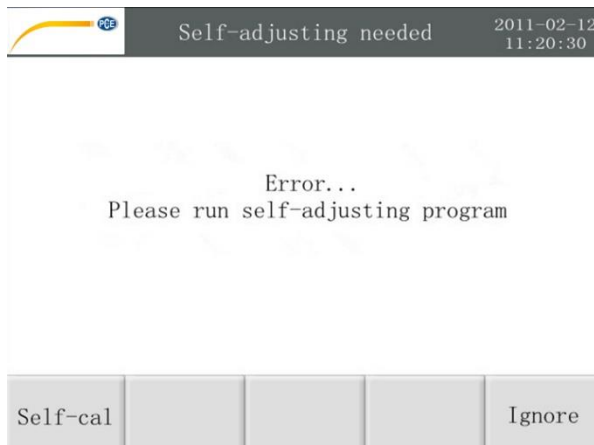 PCE
Self-adjusting needed
2011-02-12
11:20:30
Error...
Please run self-adjusting program
Self-cal
Ignore